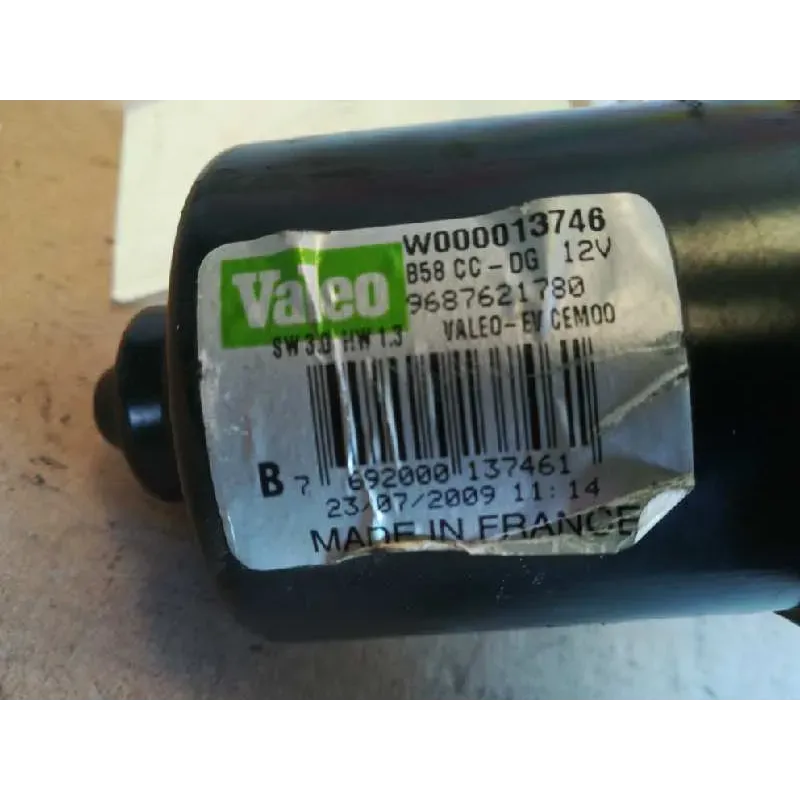 Valeo
W000013746
B58 CC-DG 12V
9687621780
SW 3.0 HW 1.3 VALEO-EV CEM00
B 7 692000 137461
23/07/2009 11:14
MADE IN FRANCE